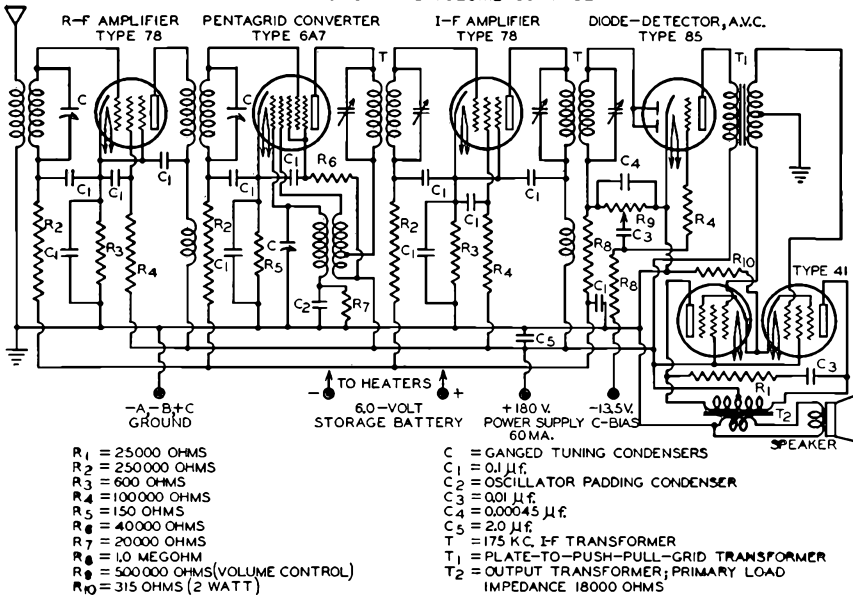 R-F AMPLIFIER
TYPE 78
PENTAGRID CONVERTER
TYPE 6A7
I-F AMPLIFIER
TYPE 78
DIODE-DETECTOR, A.V.C.
TYPE 85
T
T
T1
C
C
C1
C1
C1
C1
C1
R6
C1
C1
C4
R9
C3
R4
R2
C1
R3
R4
R2
C1
R5
C
C2
R7
C1
R3
R4
R8
C1
R8
R10
TYPE 41
C5
C3
R1
T2
SPEAKER
TO HEATERS
- +
-A,-B,+C
GROUND
6.0-VOLT
STORAGE BATTERY
+180 V.
POWER SUPPLY
60 MA.
-13.5V.
C-BIAS
R1 = 25000 OHMS
R2 = 250000 OHMS
R3 = 600 OHMS
R4 = 100000 OHMS
R5 = 150 OHMS
R6 = 40000 OHMS
R7 = 20000 OHMS
R8 = 1.0 MEGOHM
R9 = 500000 OHMS (VOLUME CONTROL)
R10 = 315 OHMS (2 WATT)
C = GANGED TUNING CONDENSERS
C1 = 0.1 µf.
C2 = OSCILLATOR PADDING CONDENSER
C3 = 0.01 µf.
C4 = 0.00045 µf.
C5 = 2.0 µf.
T = 175 KC. I-F TRANSFORMER
T1 = PLATE-TO-PUSH-PULL-GRID TRANSFORMER
T2 = OUTPUT TRANSFORMER; PRIMARY LOAD
IMPEDANCE 18000 OHMS